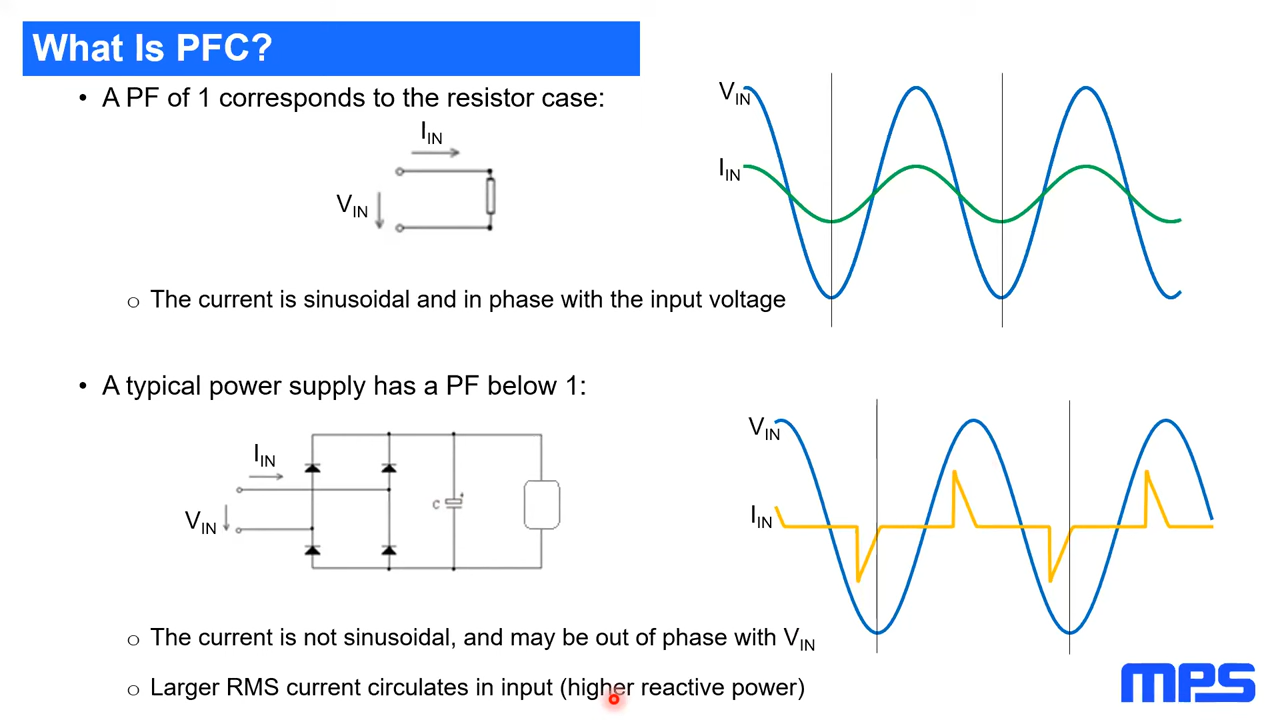 What Is PFC?
• A PF of 1 corresponds to the resistor case:
IIN
VIN
VIN
IIN
o The current is sinusoidal and in phase with the input voltage
• A typical power supply has a PF below 1:
IIN
VIN
C
+
VIN
IIN
o The current is not sinusoidal, and may be out of phase with VIN
o Larger RMS current circulates in input (higher reactive power)
mps